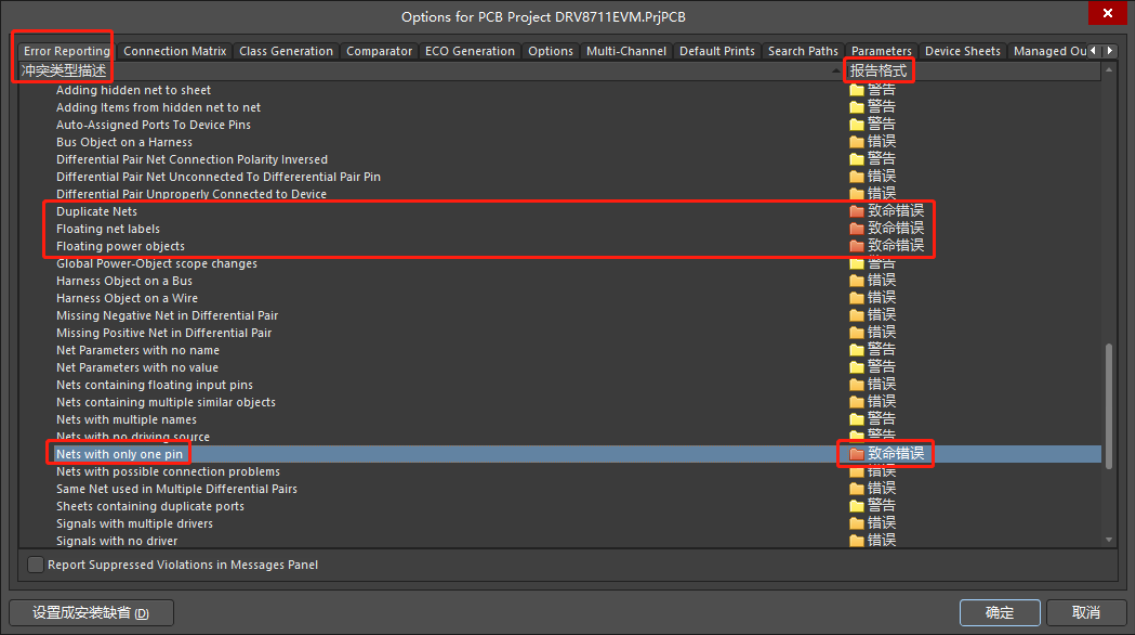 Options for PCB Project DRV8711EVM.PrjPCB
Error Reporting Connection Matrix Class Generation Comparator ECO Generation Options Multi-Channel Default Prints Search Paths Parameters Device Sheets Managed Ou
冲突类型描述 报告格式
Adding hidden net to sheet 警告
Adding Items from hidden net to net 警告
Auto-Assigned Ports To Device Pins 警告
Bus Object on a Harness 错误
Differential Pair Net Connection Polarity Inversed 警告
Differential Pair Net Unconnected To Differerential Pair Pin 错误
Differential Pair Unproperly Connected to Device 错误
Duplicate Nets 致命错误
Floating net labels 致命错误
Floating power objects 致命错误
Global Power-Object scope changes 警告
Harness Object on a Bus 错误
Harness Object on a Wire 错误
Missing Negative Net in Differential Pair 错误
Missing Positive Net in Differential Pair 错误
Net Parameters with no name 警告
Net Parameters with no value 警告
Nets containing floating input pins 错误
Nets containing multiple similar objects 错误
Nets with multiple names 警告
Nets with no driving source 警告
Nets with only one pin 致命错误
Nets with possible connection problems 错误
Same Net used in Multiple Differential Pairs 错误
Sheets containing duplicate ports 警告
Signals with multiple drivers 错误
Signals with no driver 错误
Report Suppressed Violations in Messages Panel
设置成安装缺省 (D) 确定 取消